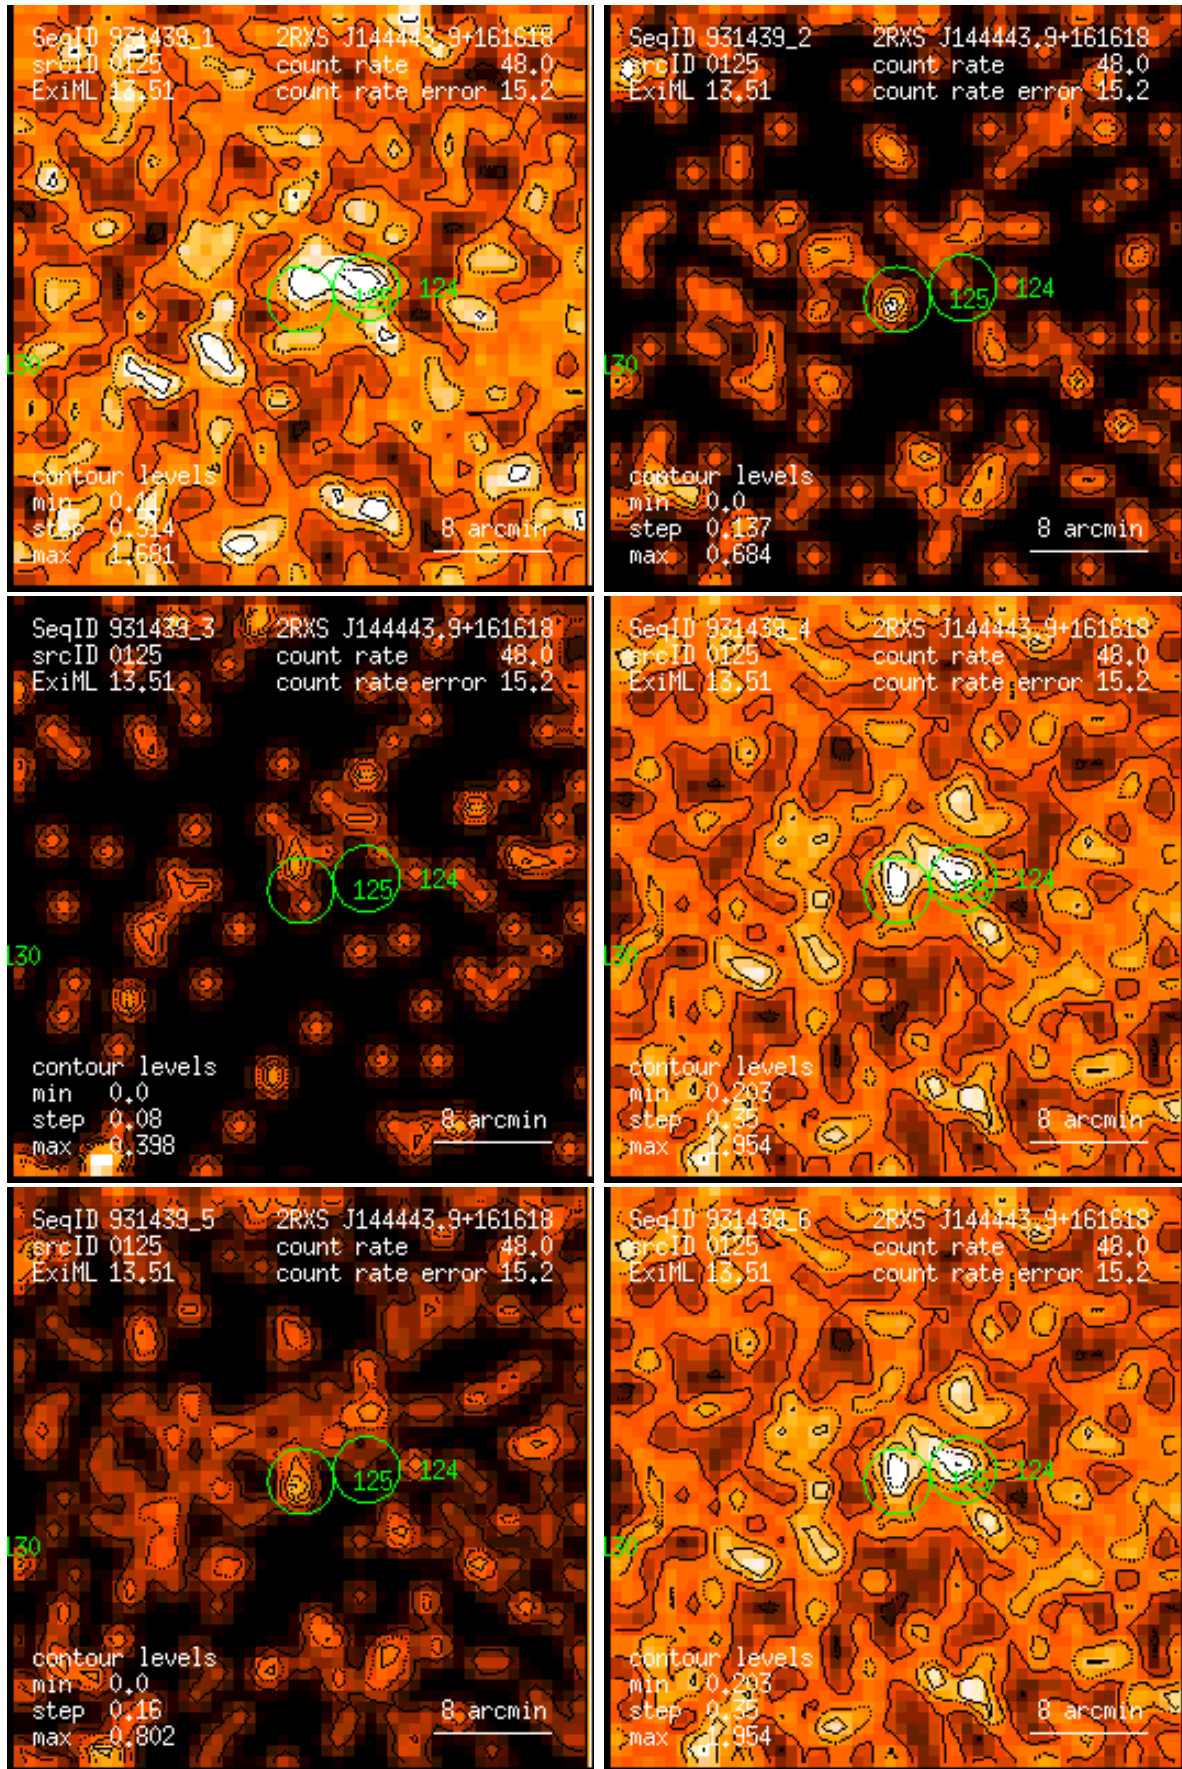 SeqID 931439_1 2RXS J144443.9+161618
srcID 0125 count rate 48.0
ExiML 13.51 count rate error 15.2
125 124
130
contour levels
min 0.11
step 0.314 8 arcmin
max 1.681
SeqID 931439_2 2RXS J144443.9+161618
srcID 0125 count rate 48.0
ExiML 13.51 count rate error 15.2
125 124
130
contour levels
min 0.0
step 0.137 8 arcmin
max 0.684
SeqID 931439_3 2RXS J144443.9+161618
srcID 0125 count rate 48.0
ExiML 13.51 count rate error 15.2
125 124
130
contour levels
min 0.0
step 0.08 8 arcmin
max 0.398
SeqID 931439_4 2RXS J144443.9+161618
srcID 0125 count rate 48.0
ExiML 13.51 count rate error 15.2
125 124
130
contour levels
min 0.203
step 0.35 8 arcmin
max 1.954
SeqID 931439_5 2RXS J144443.9+161618
srcID 0125 count rate 48.0
ExiML 13.51 count rate error 15.2
125 124
130
contour levels
min 0.0
step 0.16 8 arcmin
max 0.802
SeqID 931439_6 2RXS J144443.9+161618
srcID 0125 count rate 48.0
ExiML 13.51 count rate error 15.2
125 124
130
contour levels
min 0.203
step 0.35 8 arcmin
max 1.954